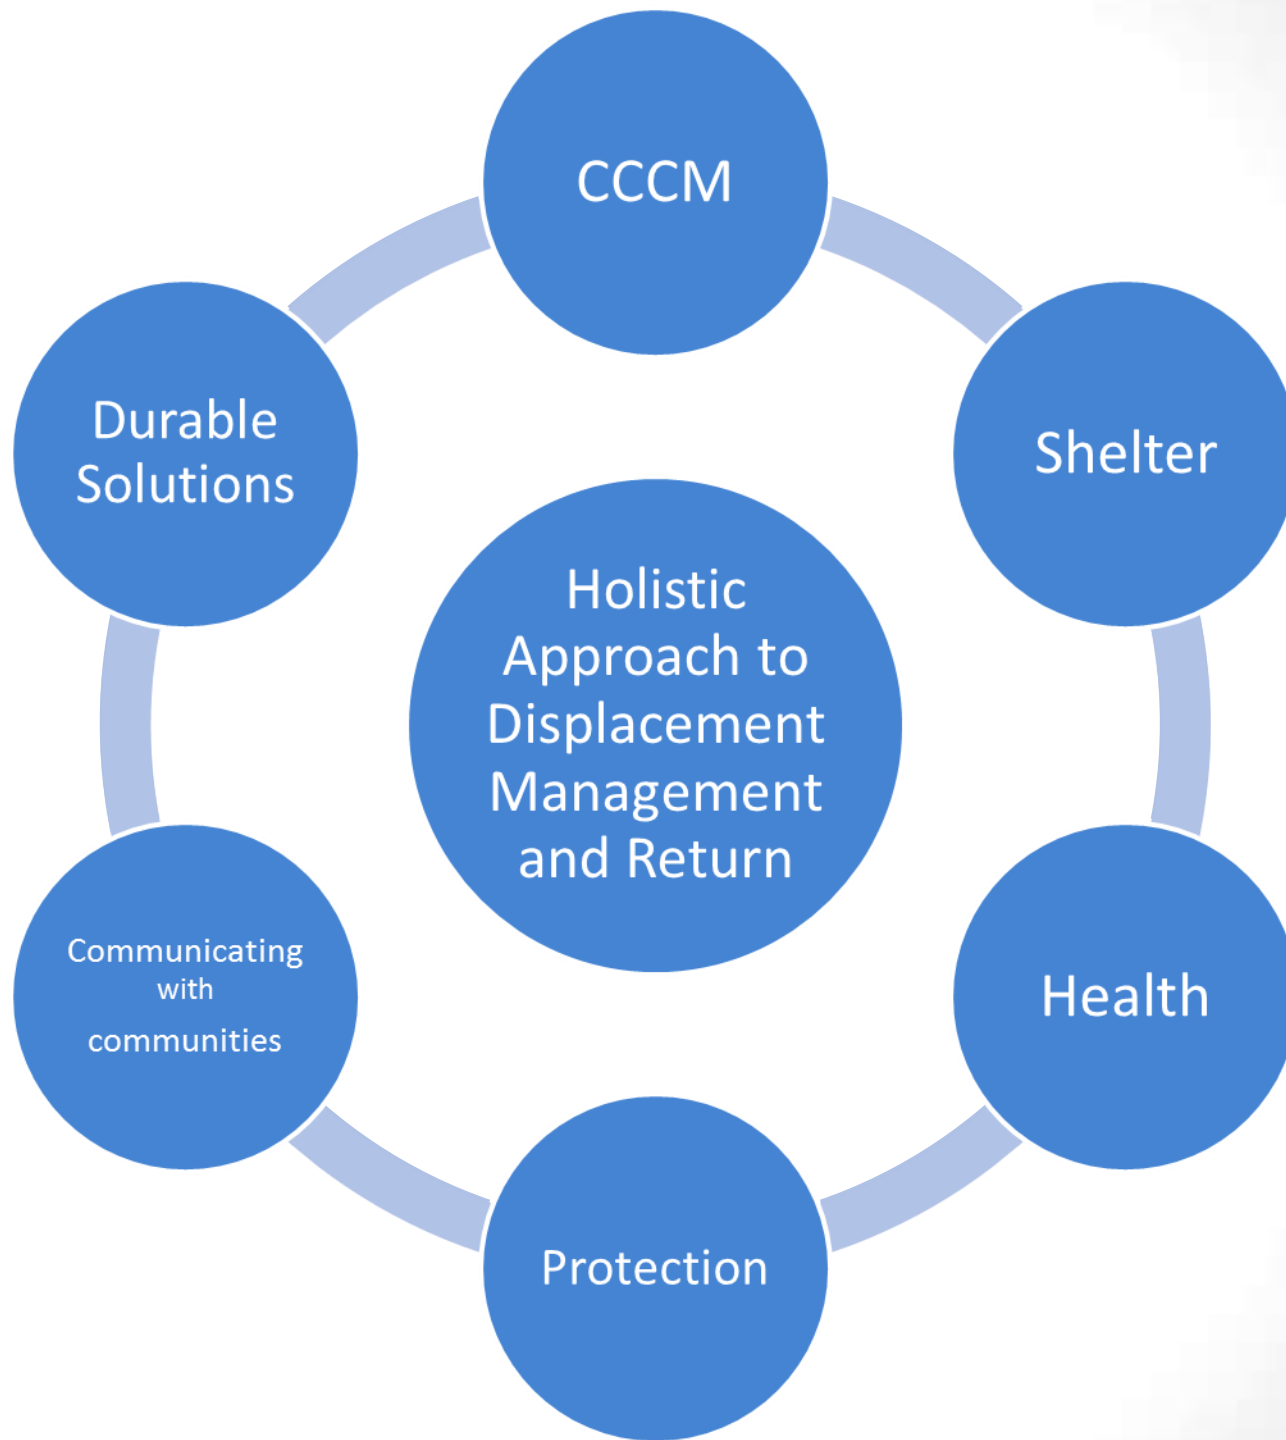 CCCM
Shelter
Health
Protection
Communicating
with
communities
Durable
Solutions
Holistic
Approach to
Displacement
Management
and Return